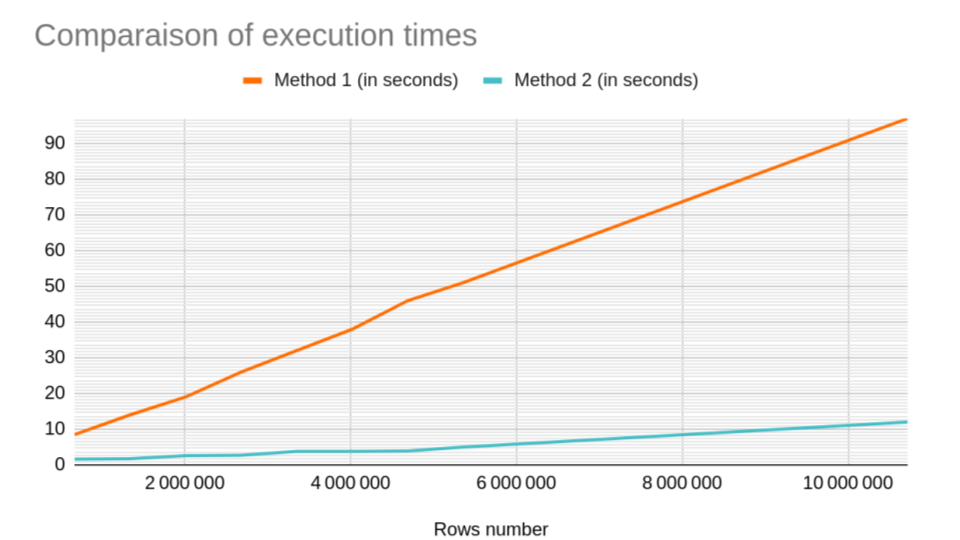 Comparaison of execution times
Method 1 (in seconds) Method 2 (in seconds)
90
80
70
60
50
40
30
20
10
0
2 000 000 4 000 000 6 000 000 8 000 000 10 000 000
Rows number